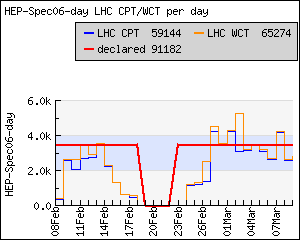 HEP-Spec06-day LHC CPT/WCT per day
LHC CPT 59144 LHC WCT 65274
declared 91182
HEP-Spec06-day
6.0k
4.0k
2.0k
0.0
08Feb
11Feb
14Feb
17Feb
20Feb
23Feb
26Feb
01Mar
04Mar
07Mar